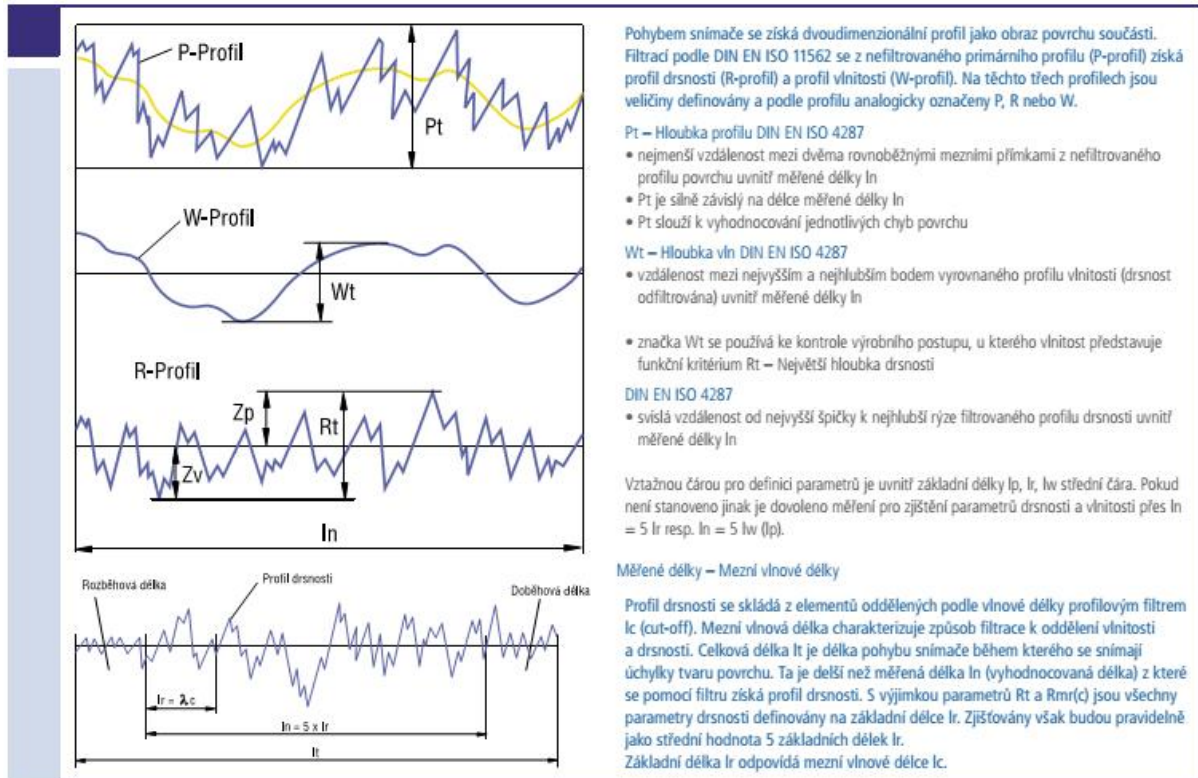 P-Profil
Pt
W-Profil
Wt
R-Profil
Zp
Rt
Zv
ln
Rozběhová délka
Profil drsnosti
Doběhová délka
lr = λc
ln = 5 x lr
lt
Pohybem snímače se získá dvoudimenzionální profil jako obraz povrchu součásti.
Filtrací podle DIN EN ISO 11562 se z nefiltrovaného primárního profilu (P-profil) získá
profil drsnosti (R-profil) a profil vlnitosti (W-profil). Na těchto třech profilech jsou
veličiny definovány a podle profilu analogicky označeny P, R nebo W.
Pt – Hloubka profilu DIN EN ISO 4287
• nejmenší vzdálenost mezi dvěma rovnoběžnými mezními přímkami z nefiltrovaného
profilu povrchu uvnitř měřené délky ln
• Pt je silně závislý na délce měřené délky ln
• Pt slouží k vyhodnocování jednotlivých chyb povrchu
Wt – Hloubka vln DIN EN ISO 4287
• vzdálenost mezi nejvyšším a nejhlubším bodem vyrovnaného profilu vlnitosti (drsnost
odfiltrována) uvnitř měřené délky ln
• značka Wt se používá ke kontrole výrobního postupu, u kterého vlnitost představuje
funkční kritérium Rt – Největší hloubka drsnosti
DIN EN ISO 4287
• svislá vzdálenost od nejvyšší špičky k nejhlubší rýze filtrovaného profilu drsnosti uvnitř
měřené délky ln
Vztažnou čárou pro definici parametrů je uvnitř základní délky lp, lr, lw střední čára. Pokud
není stanoveno jinak je dovoleno měření pro zjištění parametrů drsnosti a vlnitosti přes ln
= 5 lr resp. ln = 5 lw (lp).
Měřené délky – Mezní vlnové délky
Profil drsnosti se skládá z elementů oddělených podle vlnové délky profilovým filtrem
lc (cut-off). Mezní vlnová délka charakterizuje způsob filtrace k oddělení vlnitosti
a drsnosti. Celková délka lt je délka pohybu snímače během kterého se snímají
úchylky tvaru povrchu. Ta je delší než měřená délka ln (vyhodnocovaná délka) z které
se pomocí filtru získá profil drsnosti. S výjimkou parametrů Rt a Rmr(c) jsou všechny
parametry drsnosti definovány na základní délce lr. Zjišťovány však budou pravidelně
jako střední hodnota 5 základních délek lr.
Základní délka lr odpovídá mezní vlnové délce lc.